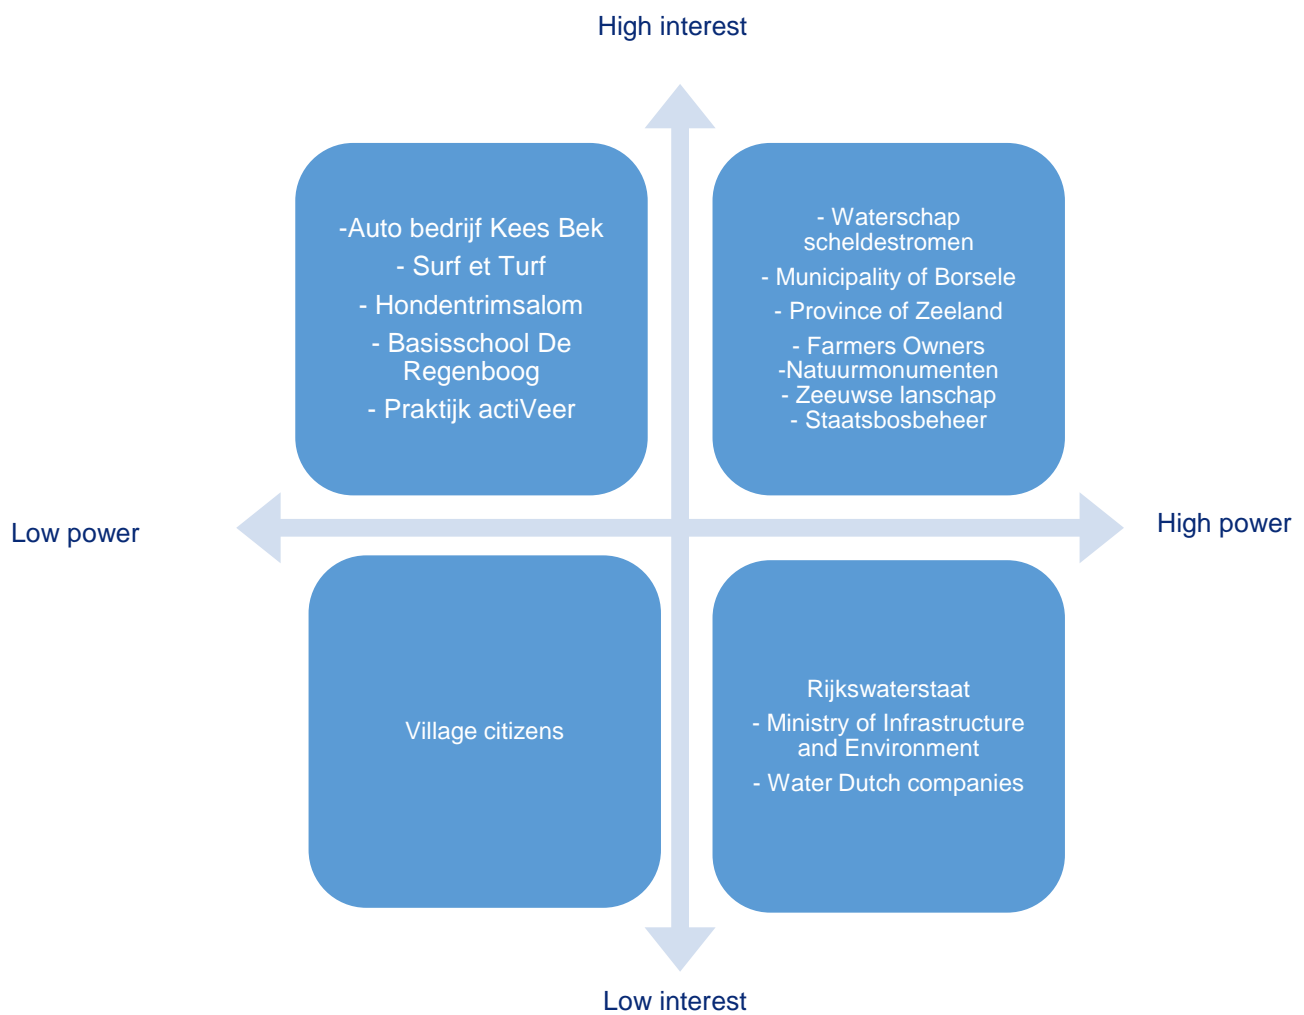 High interest
-Auto bedrijf Kees Bek
- Surf et Turf
- Hondentrimsalom
- Basisschool De
Regenboog
- Praktijk actiVeer
- Waterschap
scheldestromen
- Municipality of Borsele
- Province of Zeeland
- Farmers Owners
-Natuurmonumenten
- Zeeuwse lanschap
- Staatsbosbeheer
Low power
High power
Village citizens
Rijkswaterstaat
- Ministry of Infrastructure
and Environment
- Water Dutch companies
Low interest